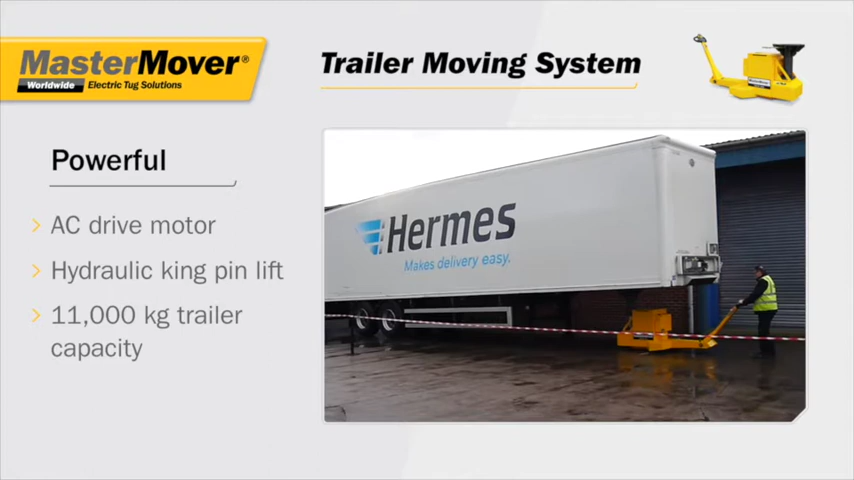 MasterMover®
Worldwide Electric Tug Solutions
Trailer Moving System
Powerful
AC drive motor
Hydraulic king pin lift
11,000 kg trailer
capacity
Hermes
Makes delivery easy.